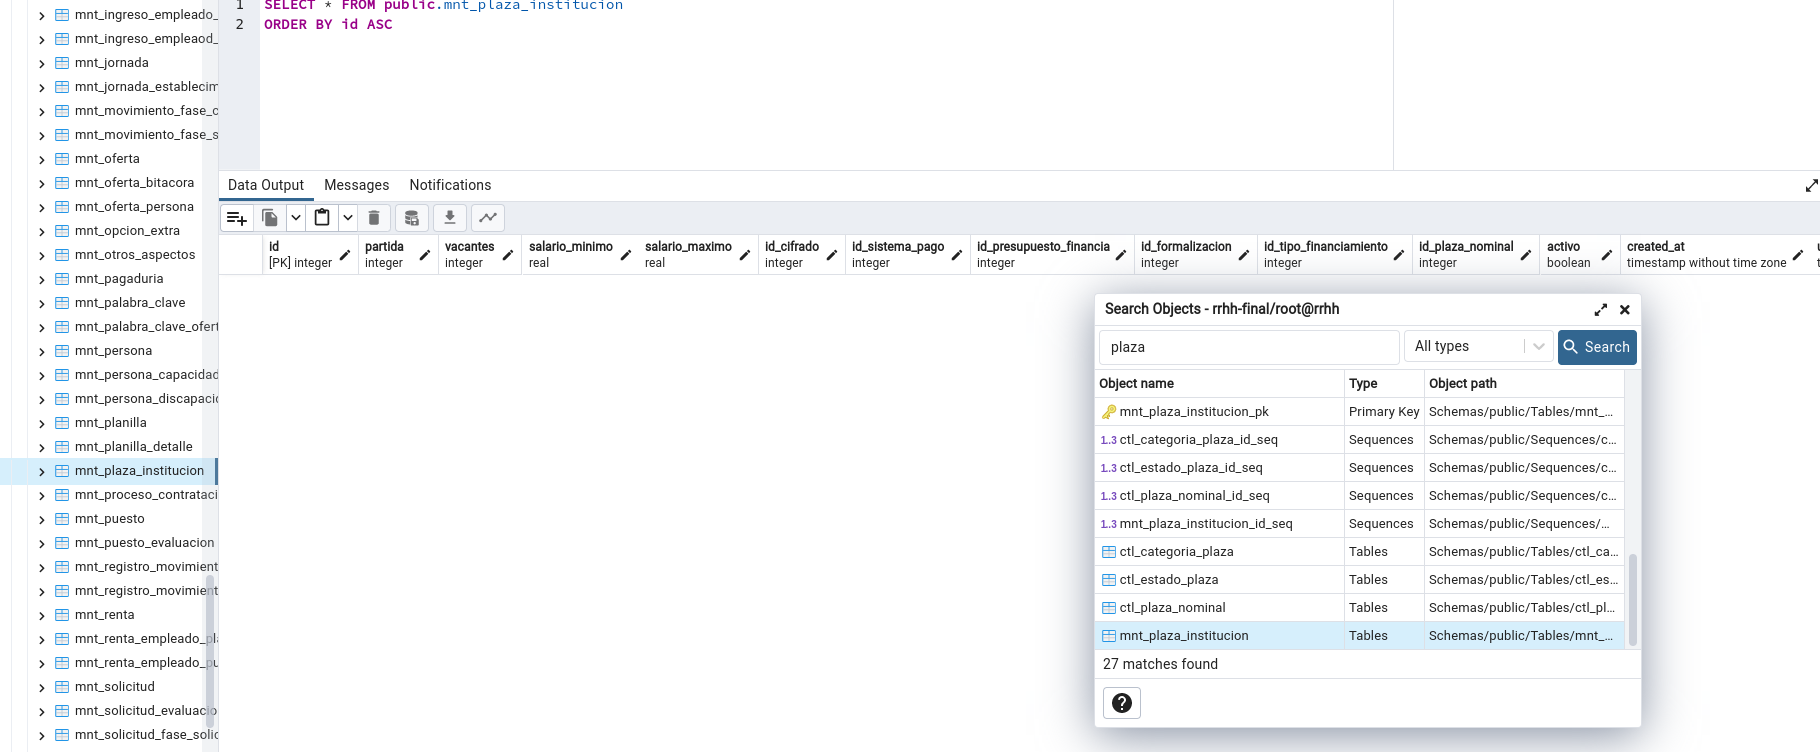 mnt_ingreso_empleado_
mnt_ingreso_empleaod_
mnt_jornada
mnt_jornada_establecim
mnt_movimiento_fase_c
mnt_movimiento_fase_s
mnt_oferta
mnt_oferta_bitacora
mnt_oferta_persona
mnt_opcion_extra
mnt_otros_aspectos
mnt_pagaduria
mnt_palabra_clave
mnt_palabra_clave_ofert
mnt_persona
mnt_persona_capacidad
mnt_persona_discapacic
mnt_planilla
mnt_planilla_detalle
mnt_plaza_institucion
mnt_proceso_contrataci
mnt_puesto
mnt_puesto_evaluacion
mnt_registro_movimient
mnt_registro_movimient
mnt_renta
mnt_renta_empleado_pla
mnt_renta_empleado_pu
mnt_solicitud
mnt_solicitud_evaluacio
mnt_solicitud_fase_solic
1 SELECT * FROM public.mnt_plaza_institucion
2 ORDER BY id ASC
Data Output Messages Notifications
id partida vacantes salario_minimo salario_maximo id_cifrado id_sistema_pago id_presupuesto_financia id_formalizacion id_tipo_financiamiento id_plaza_nominal activo created_at
[PK] integer integer integer real real integer integer integer integer integer integer boolean timestamp without time zone
Search Objects - rrhh-final/root@rrhh
plaza All types Search
Object name Type Object path
mnt_plaza_institucion_pk Primary Key Schemas/public/Tables/mnt_...
1.3 ctl_categoria_plaza_id_seq Sequences Schemas/public/Sequences/c...
1.3 ctl_estado_plaza_id_seq Sequences Schemas/public/Sequences/c...
1.3 ctl_plaza_nominal_id_seq Sequences Schemas/public/Sequences/c...
1.3 mnt_plaza_institucion_id_seq Sequences Schemas/public/Sequences/...
ctl_categoria_plaza Tables Schemas/public/Tables/ctl_ca...
ctl_estado_plaza Tables Schemas/public/Tables/ctl_es...
ctl_plaza_nominal Tables Schemas/public/Tables/ctl_pl...
mnt_plaza_institucion Tables Schemas/public/Tables/mnt_...
27 matches found